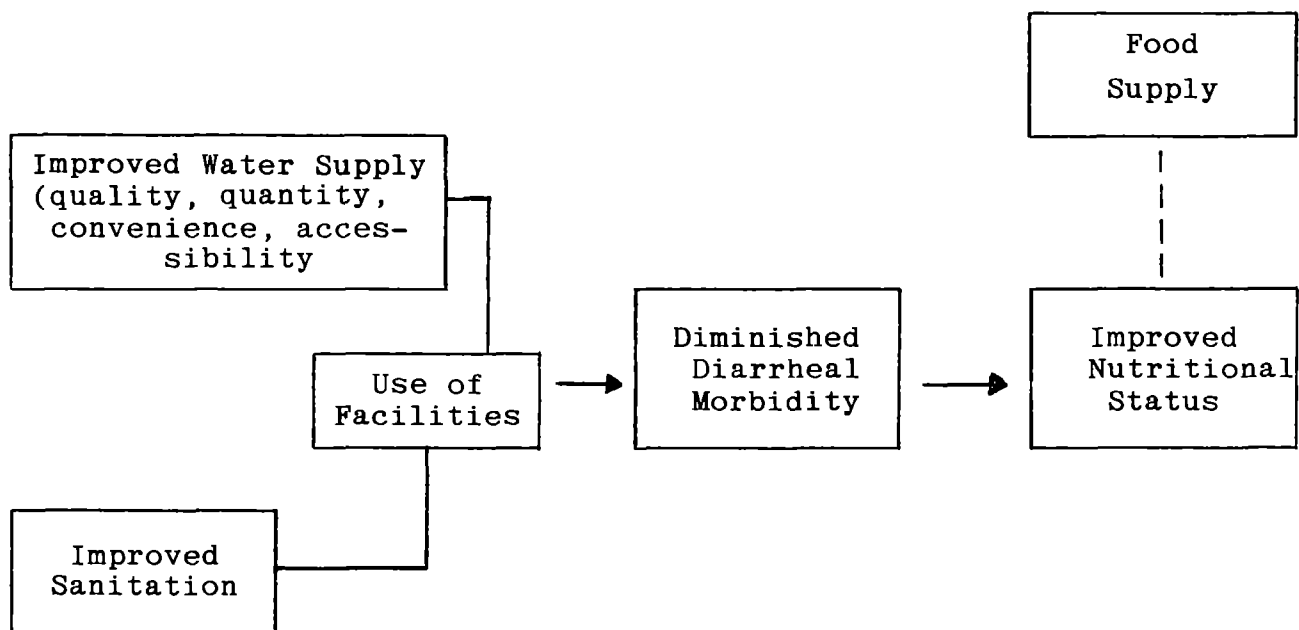 Food
Supply
Improved Water Supply
(quality, quantity,
convenience, acces-
sibility
Use of
Facilities
Diminished
Diarrheal
Morbidity
Improved
Nutritional
Status
Improved
Sanitation